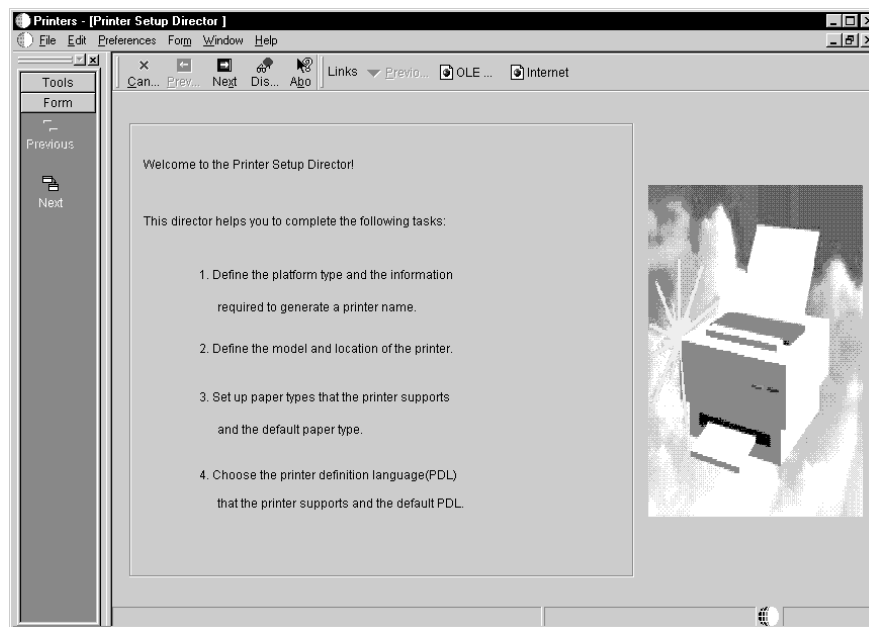 Printers - [Printer Setup Director ]
File Edit Preferences Form Window Help
Can... Prev... Next Dis... Abo Links Previo... OLE ... Internet
Tools
Form
Previous
Next
Welcome to the Printer Setup Director!
This director helps you to complete the following tasks:
1. Define the platform type and the information
required to generate a printer name.
2. Define the model and location of the printer.
3. Set up paper types that the printer supports
and the default paper type.
4. Choose the printer definition language(PDL)
that the printer supports and the default PDL.